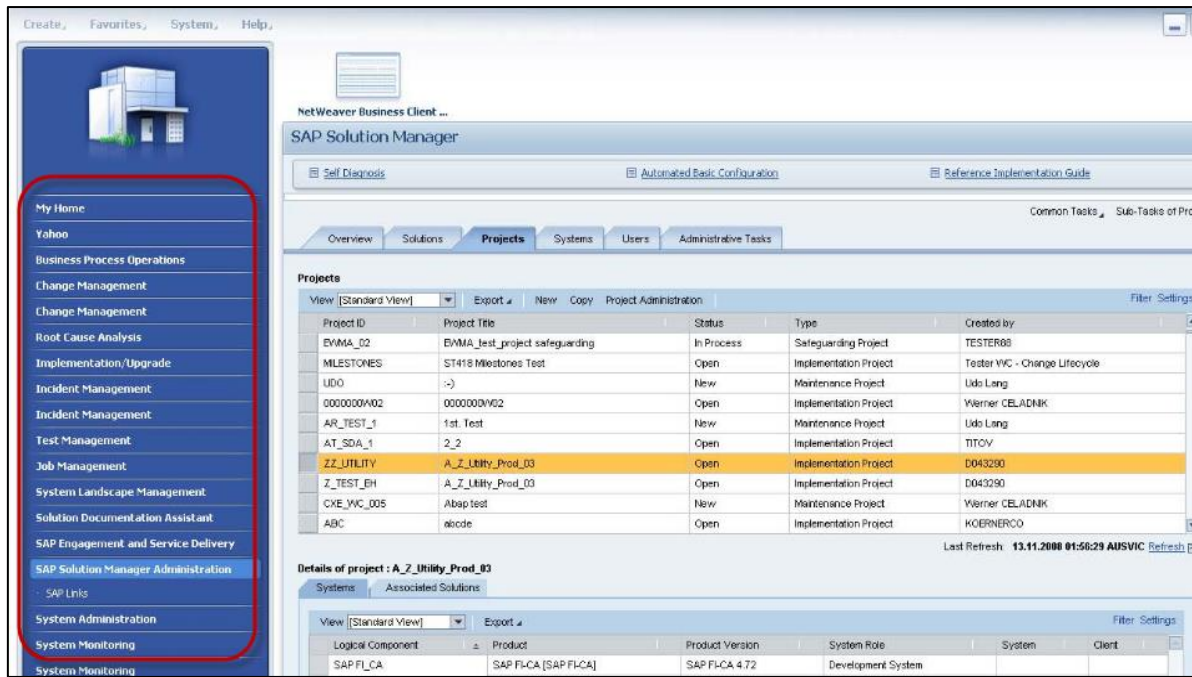 Create, Favorites, System, Help,
NetWeaver Business Client ...
SAP Solution Manager
Self Diagnosis Automated Basic Configuration Reference Implementation Guide
Common Tasks Sub-Tasks of Pro
Overview Solutions Projects Systems Users Administrative Tasks
My Home
Yahoo
Business Process Operations
Change Management
Change Management
Root Cause Analysis
Implementation/Upgrade
Incident Management
Incident Management
Test Management
Job Management
System Landscape Management
Solution Documentation Assistant
SAP Engagement and Service Delivery
SAP Solution Manager Administration
SAP Links
System Administration
System Monitoring
System Monitoring
Projects
View [Standard View] Export New Copy Project Administration Filter Settings
Project ID Project Title Status Type Created by
EWMA_02 EWMA_test_project safeguarding In Process Safeguarding Project TESTER88
MILESTONES ST418 Milestones Test Open Implementation Project Tester WC - Change Lifecycle
UDO :-) New Maintenance Project Udo Lang
0000000W02 0000000W02 Open Implementation Project Werner CELADNIK
AR_TEST_1 1st. Test New Maintenance Project Udo Lang
AT_SDA_1 2_2 Open Implementation Project TITOV
ZZ_UTILITY A_Z_Utility_Prod_03 Open Implementation Project D043290
Z_TEST_EH A_Z_Utility_Prod_03 Open Implementation Project D043290
CXE_WC_005 Abap test New Maintenance Project Werner CELADNIK
ABC abcde Open Implementation Project KOERNERCO
Last Refresh: 13.11.2008 01:56:29 AUSVIC Refresh
Details of project : A_Z_Utility_Prod_03
Systems Associated Solutions
View [Standard View] Export Filter Settings
Logical Component Product Product Version System Role System Client
SAP FI_CA SAP FI-CA [SAP FI-CA] SAP FI-CA 4.72 Development System